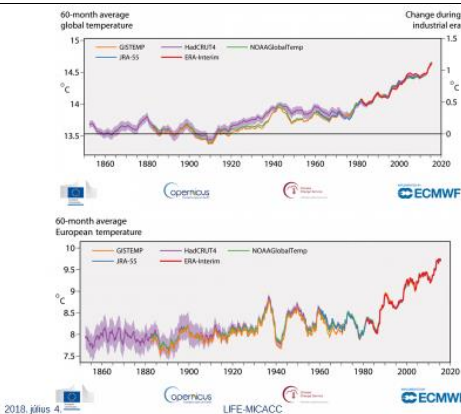 60-month average
global temperature
Change during
industrial era
GISTEMP HadCRUT4 NOAAGlobalTemp
JRA-55 ERA-Interim
15 14.5 14 13.5
°C
1.5 1 0.5 0
°C
1860 1880 1900 1920 1940 1960 1980 2000 2020
Copernicus ECMWF
60-month average
European temperature
GISTEMP HadCRUT4 NOAAGlobalTemp
JRA-55 ERA-Interim
10 9.5 9 8.5 8 7.5
°C
1860 1880 1900 1920 1940 1960 1980 2000 2020
Copernicus ECMWF
2018. július 4. LIFE-MICACC